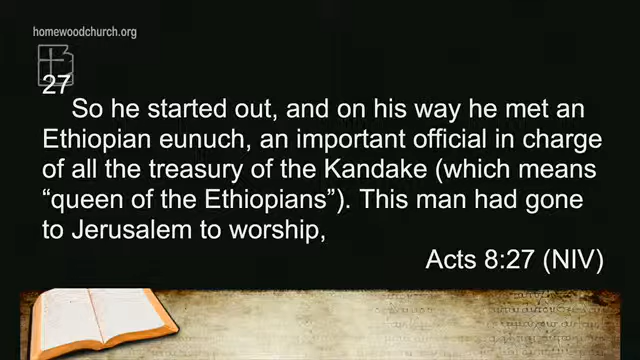 homewoodchurch.org
27
So he started out, and on his way he met an
Ethiopian eunuch, an important official in charge
of all the treasury of the Kandake (which means
“queen of the Ethiopians”). This man had gone
to Jerusalem to worship,
Acts 8:27 (NIV)